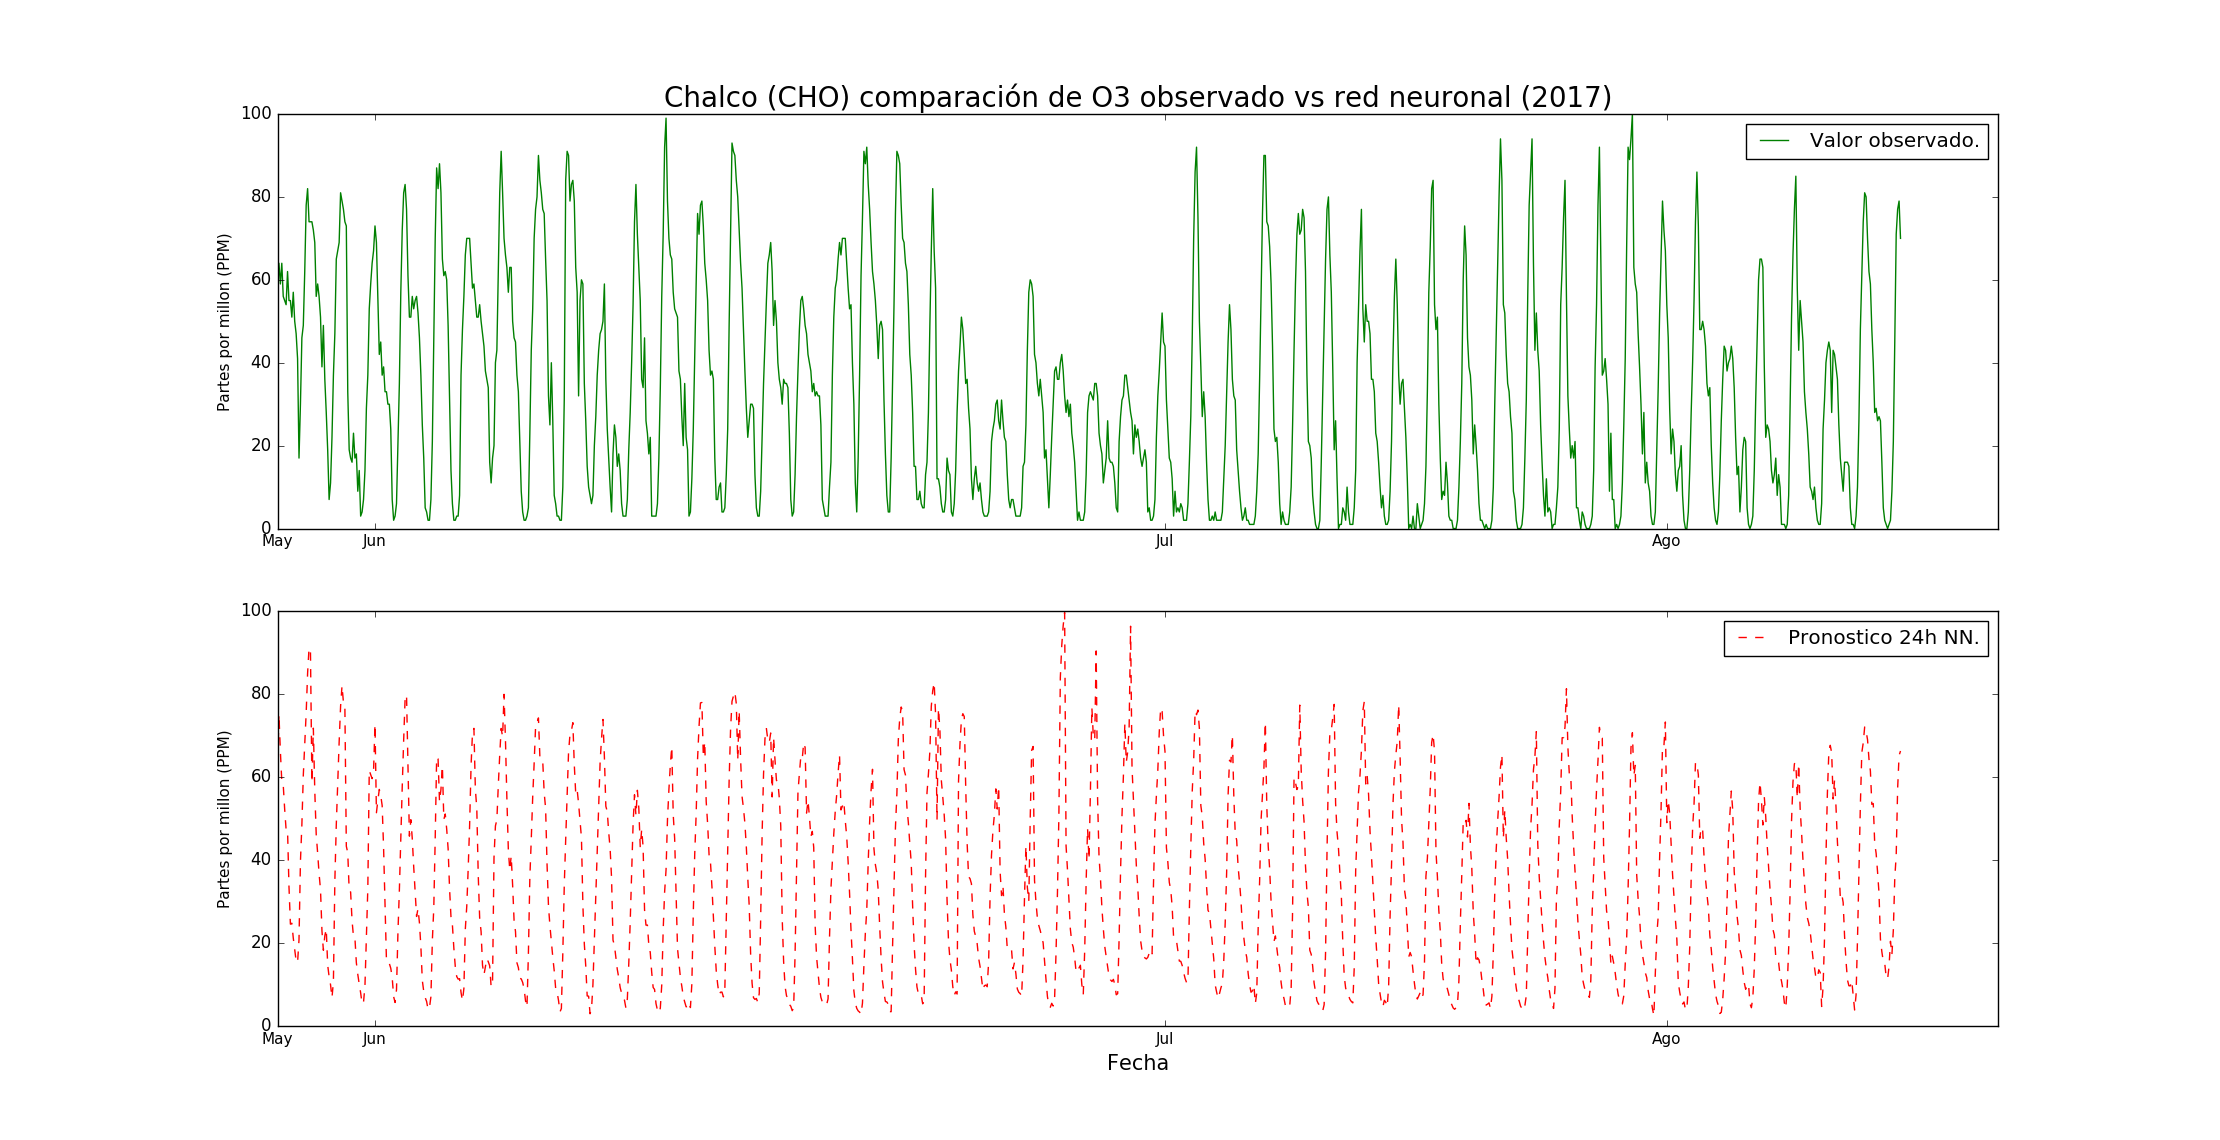 Chalco (CHO) comparación de O3 observado vs red neuronal (2017)
100
80
60
40
20
0
Partes por millon (PPM)
Valor observado.
May Jun Jul Ago
100
80
60
40
20
0
Partes por millon (PPM)
Pronostico 24h NN.
May Jun Jul Ago
Fecha